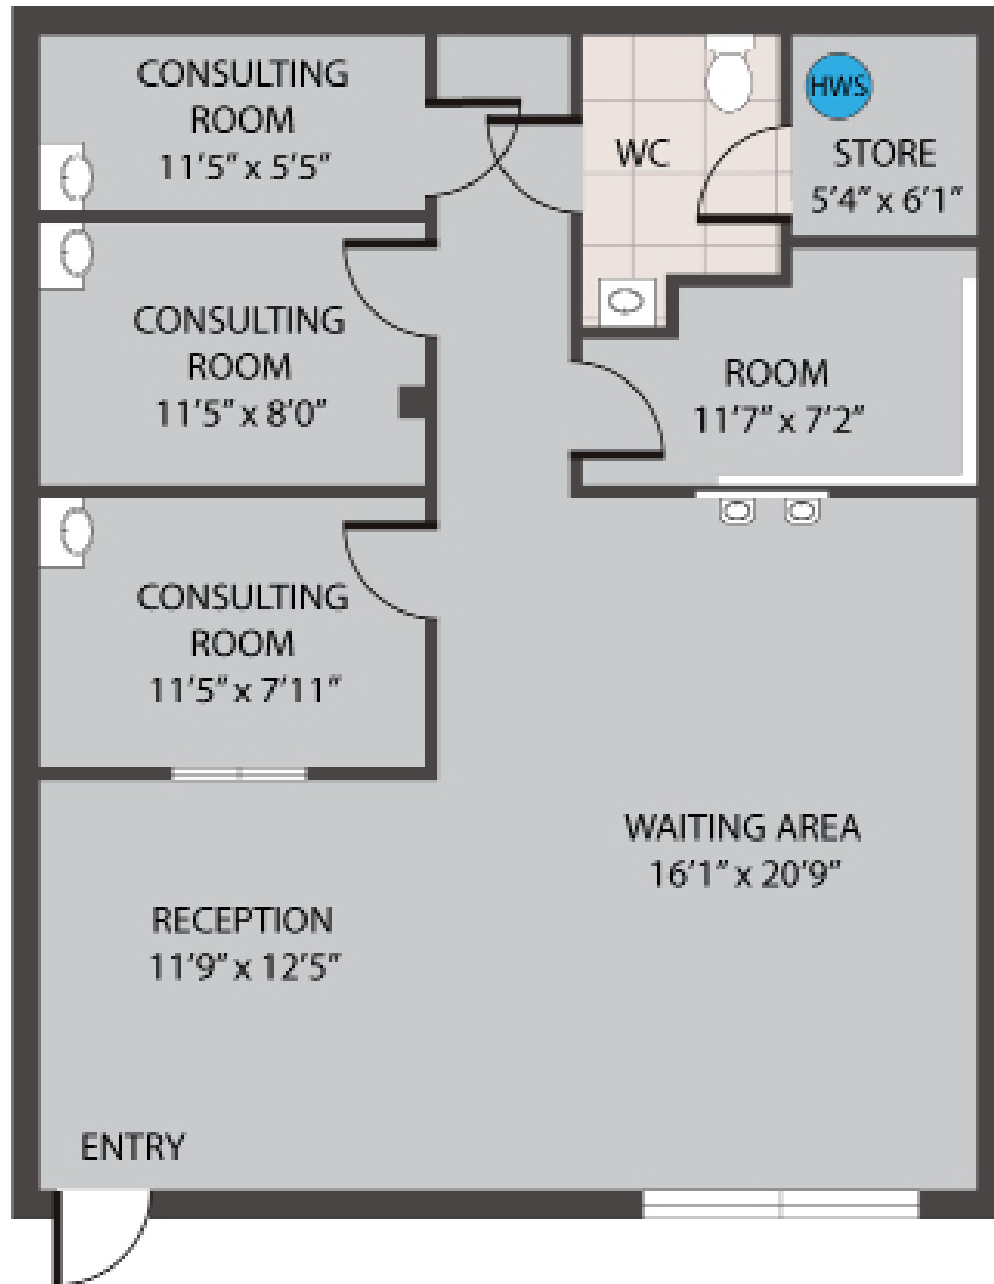 CONSULTING
ROOM
11'5" x 5'5"
WC
HWS
STORE
5'4" x 6'1"
CONSULTING
ROOM
11'5" x 8'0"
ROOM
11'7" x 7'2"
CONSULTING
ROOM
11'5" x 7'11"
WAITING AREA
16'1" x 20'9"
RECEPTION
11'9" x 12'5"
ENTRY